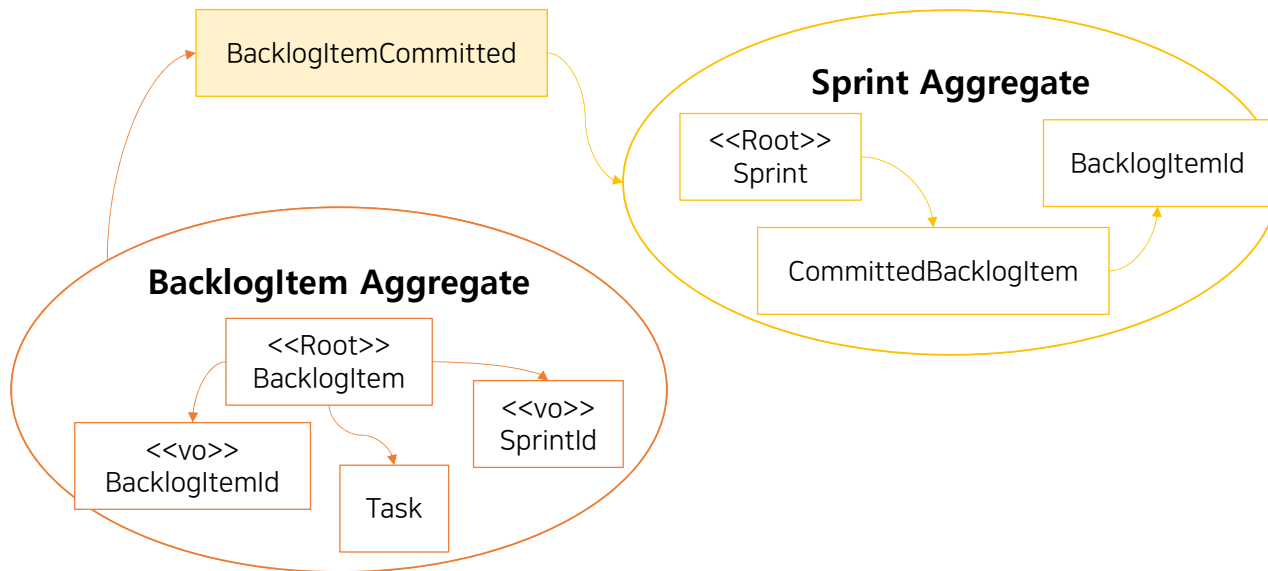 BacklogItemCommitted
Sprint Aggregate
<<Root>>
Sprint
BacklogItemId
CommittedBacklogItem
BacklogItem Aggregate
<<Root>>
BacklogItem
<<vo>>
SprintId
<<vo>>
BacklogItemId
Task